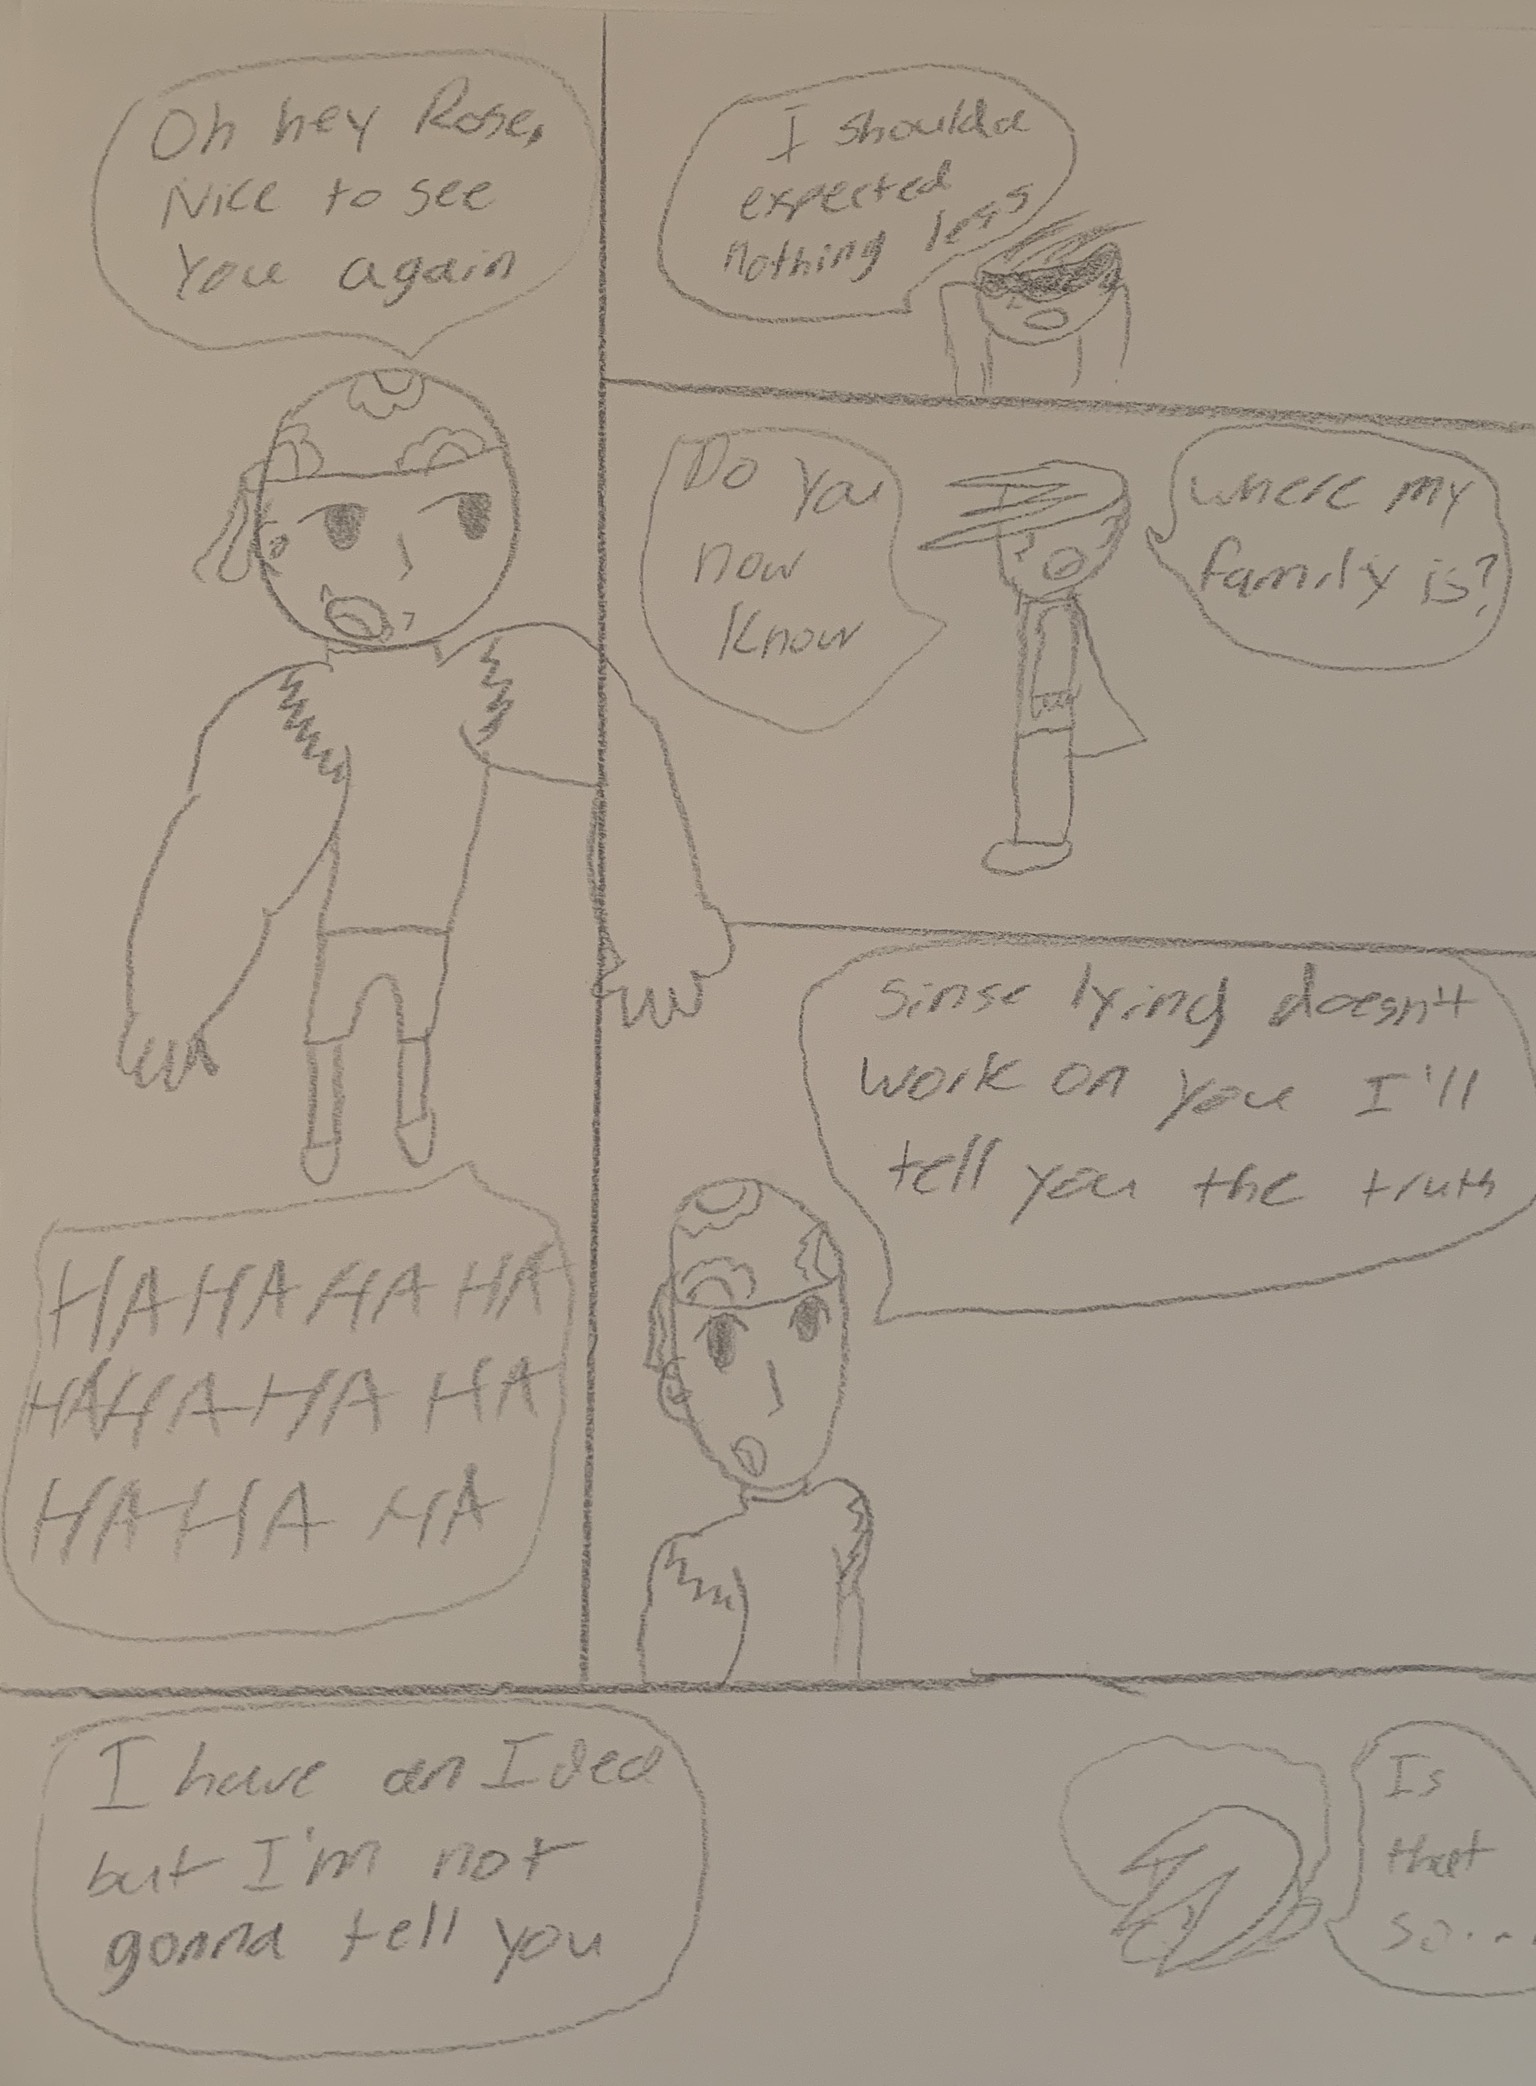 Oh hey Rose,
Nice to see
You again
HAHAHAHA
HAHAHAHA
HAHAHA
I shoulda
expected
nothing less
Do You
now
Know
where my
family is?
Sinse lying doesn't
work on you I'll
tell you the truth
I have an Idea
but I'm not
gonna tell you
Is
that
so...